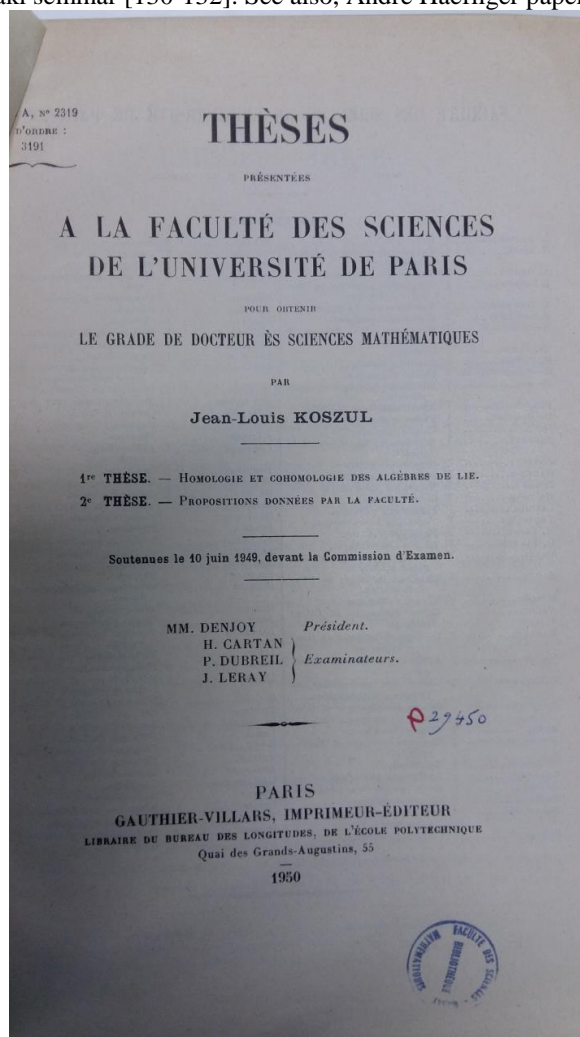 aki seminar [130-132]. See also, André Haefliger paper
A, Nº 2319
D'ORDRE :
3191
THÈSES
PRÉSENTÉES
A LA FACULTÉ DES SCIENCES
DE L'UNIVERSITÉ DE PARIS
POUR OBTENIR
LE GRADE DE DOCTEUR ÈS SCIENCES MATHÉMATIQUES
PAR
Jean-Louis KOSZUL
1re THÈSE. — HOMOLOGIE ET COHOMOLOGIE DES ALGÈBRES DE LIE.
2e THÈSE. — PROPOSITIONS DONNÉES PAR LA FACULTÉ.
Soutenues le 10 juin 1949, devant la Commission d'Examen.
MM. DENJOY Président.
H. CARTAN
P. DUBREIL Examinateurs.
J. LERAY
P 29450
PARIS
GAUTHIER-VILLARS, IMPRIMEUR-ÉDITEUR
LIBRAIRE DU BUREAU DES LONGITUDES, DE L'ÉCOLE POLYTECHNIQUE
Quai des Grands-Augustins, 55
1950
FACULTÉ DES SCIENCES
BIBLIOTHÈQUE